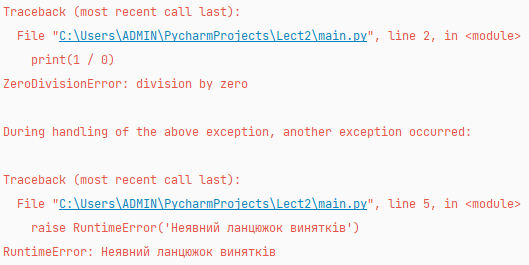 Traceback (most recent call last):
  File "C:\Users\ADMIN\PycharmProjects\Lect2\main.py", line 2, in <module>
    print(1 / 0)
ZeroDivisionError: division by zero

During handling of the above exception, another exception occurred:

Traceback (most recent call last):
  File "C:\Users\ADMIN\PycharmProjects\Lect2\main.py", line 5, in <module>
    raise RuntimeError('Неявний ланцюжок винятків')
RuntimeError: Неявний ланцюжок винятків